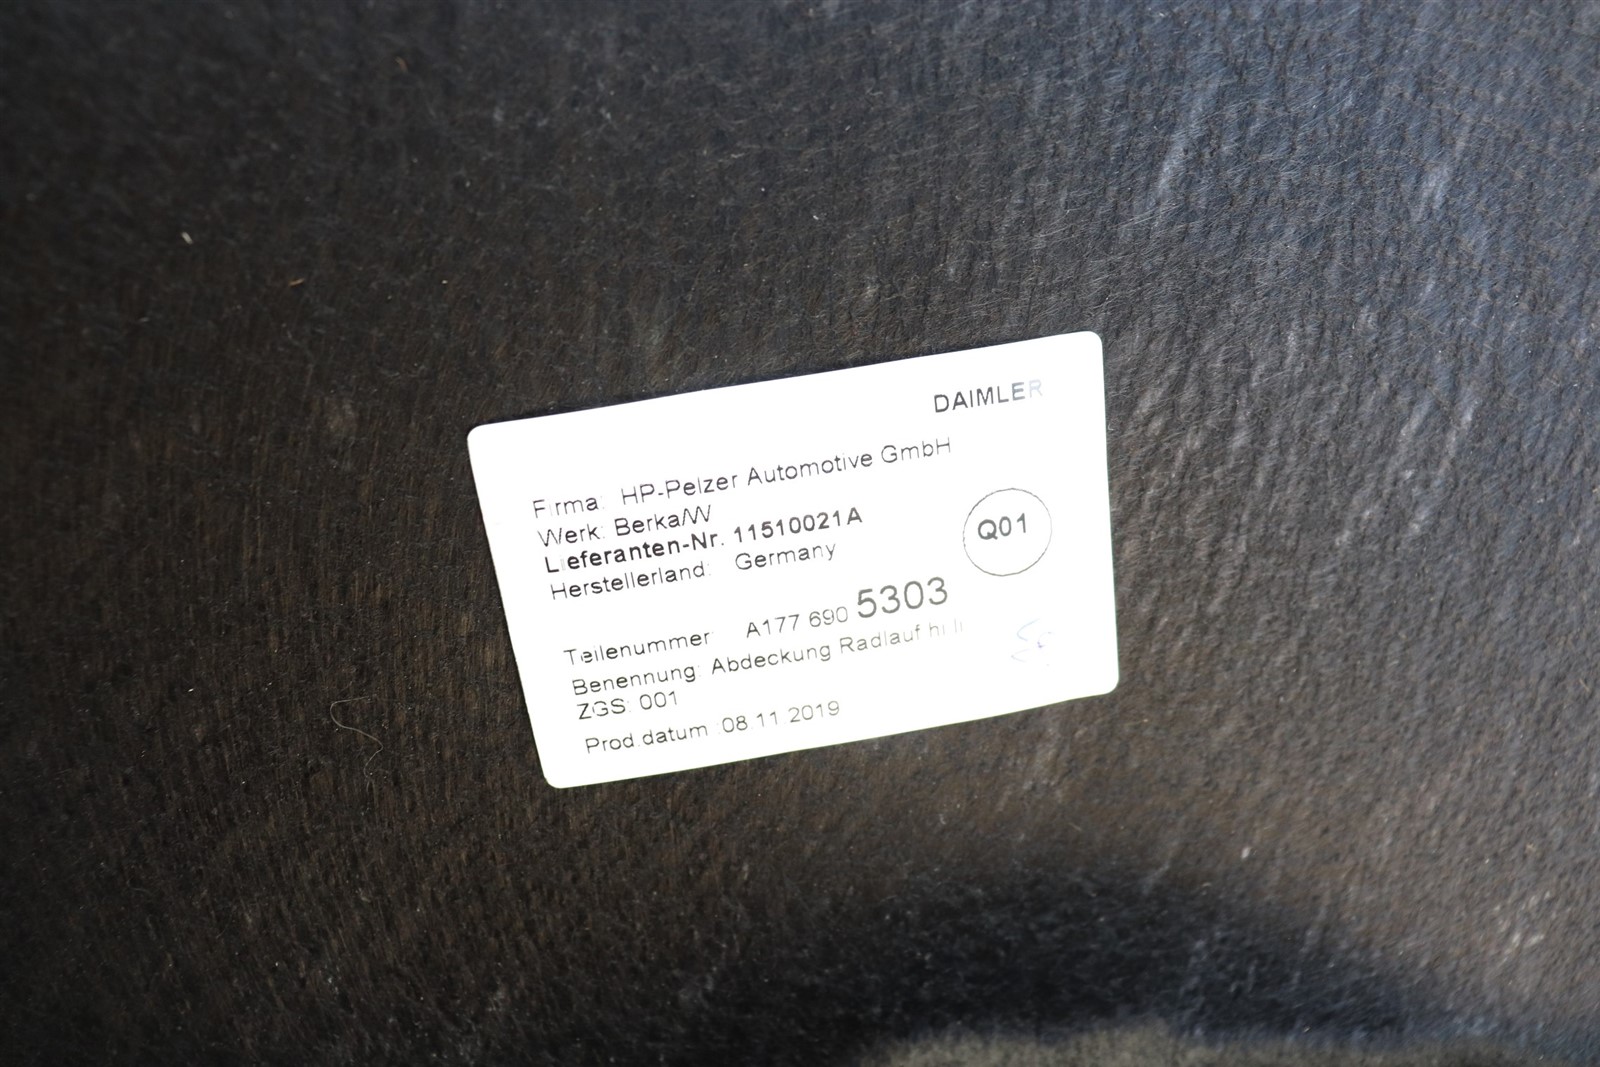 DAIMLER
Firma: HP-Pelzer Automotive GmbH
Werk: Berka/W
Lieferanten-Nr. 11510021A
Herstellerland: Germany
Q01
Teilenummer: A177 690 5303
Benennung: Abdeckung Radlauf hi li
ZGS: 001
Prod.datum :08.11.2019